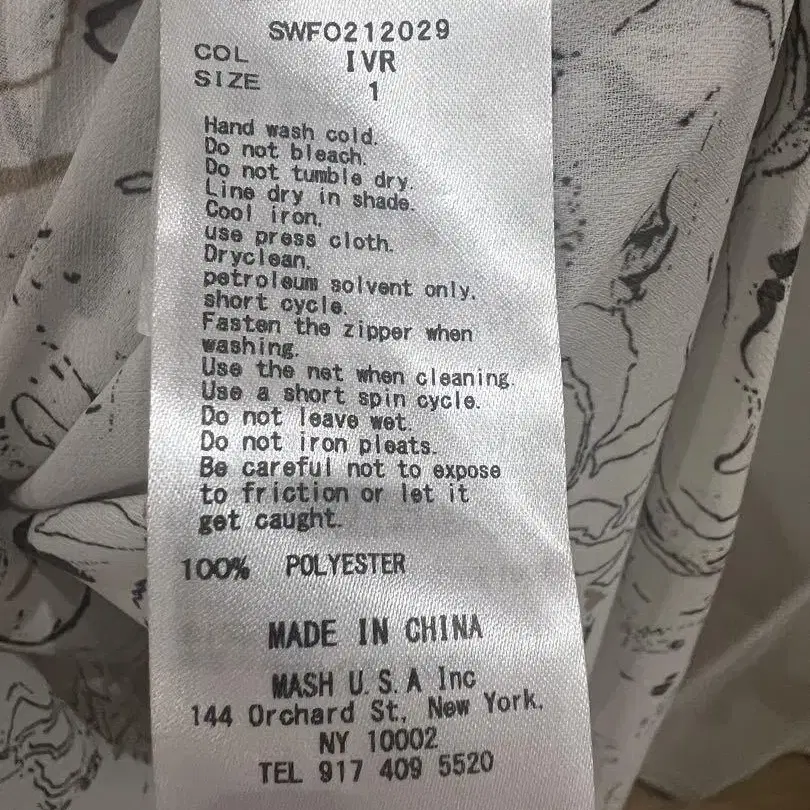 SWFO212029
COL IVR
SIZE 1
Hand wash cold.
Do not bleach.
Do not tumble dry.
Line dry in shade.
Cool iron.
use press cloth.
Dryclean.
petroleum solvent only.
short cycle.
Fasten the zipper when
washing.
Use the net when cleaning.
Use a short spin cycle.
Do not leave wet.
Do not iron pleats.
Be careful not to expose
to friction or let it
get caught.
100% POLYESTER
MADE IN CHINA
MASH U.S.A Inc
144 Orchard St, New York.
NY 10002
TEL 917 409 5520